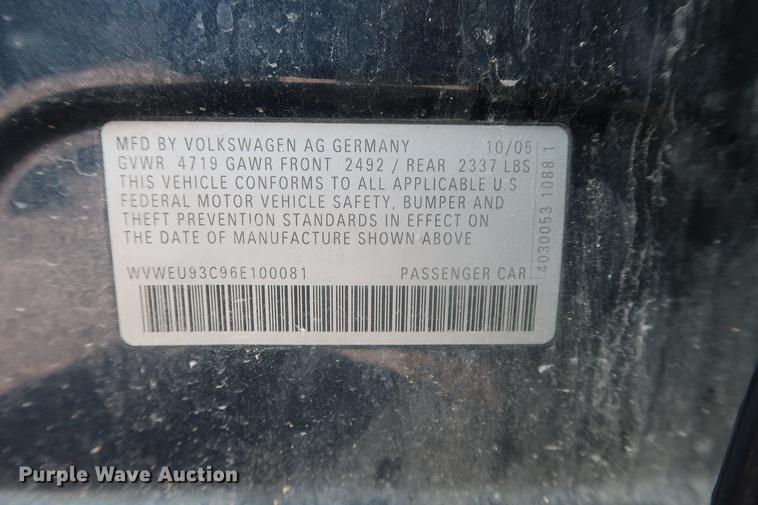 MFD BY VOLKSWAGEN AG GERMANY 10/05
GVWR 4719 GAWR FRONT 2492 / REAR 2337 LBS
THIS VEHICLE CONFORMS TO ALL APPLICABLE U.S
FEDERAL MOTOR VEHICLE SAFETY, BUMPER AND
THEFT PREVENTION STANDARDS IN EFFECT ON
THE DATE OF MANUFACTURE SHOWN ABOVE.
WVWEU93C96E100081 PASSENGER CAR
4030053 10881
Purple Wave Auction